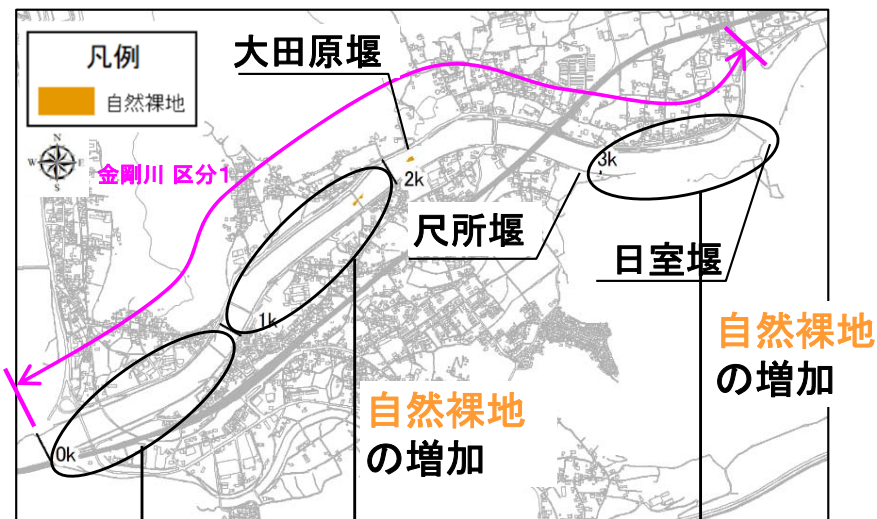 凡例
自然裸地
N
W
E
S
金剛川 区分1
大田原堰
2k
3k
尺所堰
日室堰
1k
0k
自然裸地
の増加
自然裸地
の増加